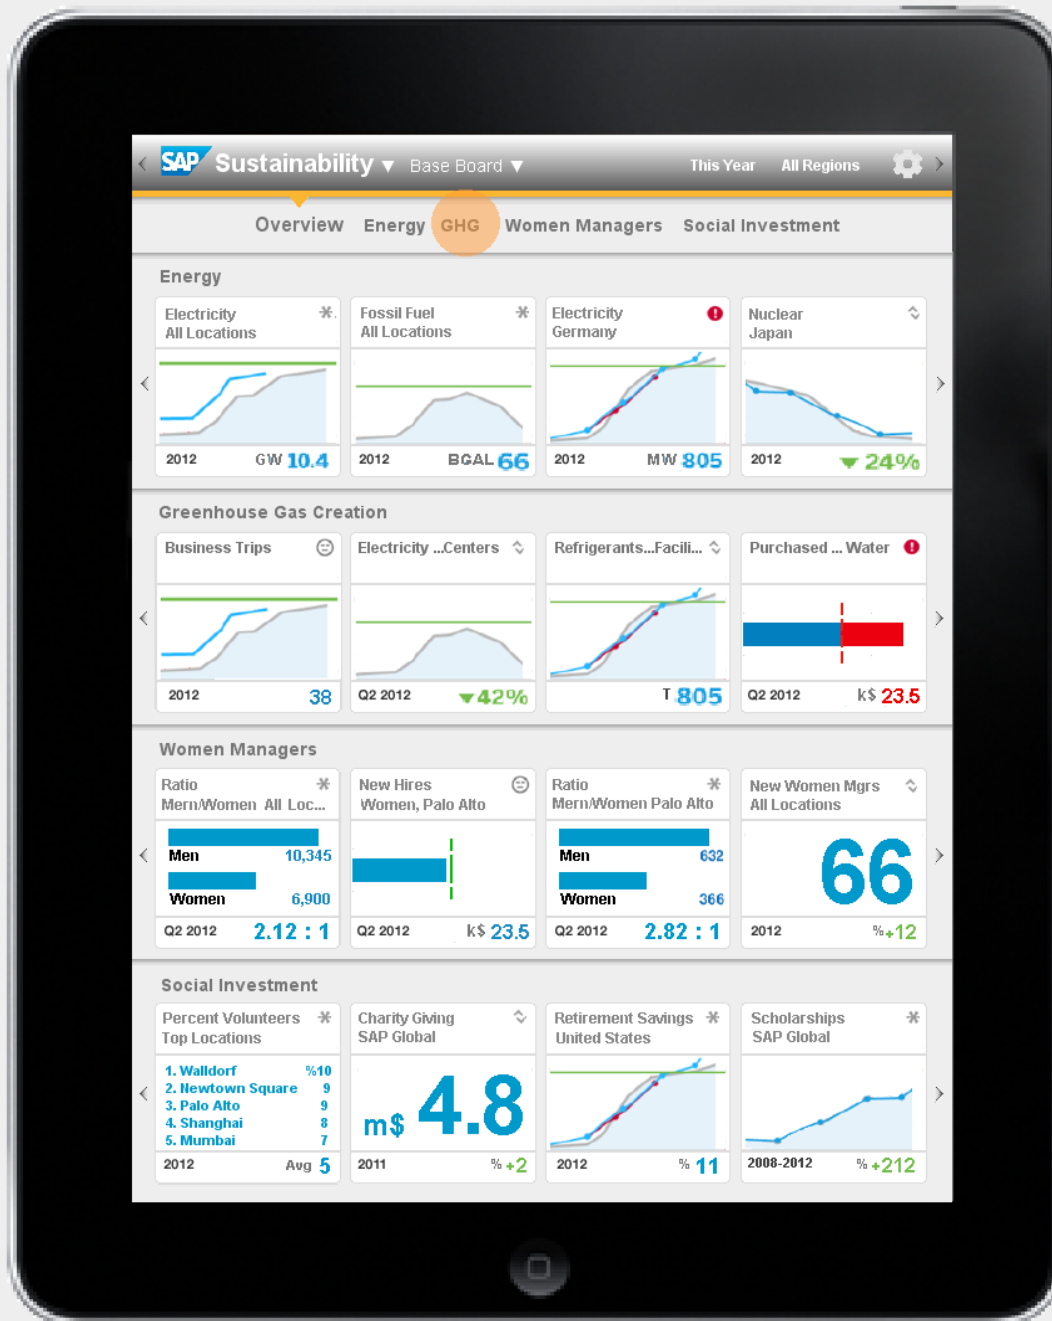 SAP Sustainability ▼ Base Board ▼ This Year All Regions
Overview Energy GHG Women Managers Social Investment
Energy
Electricity
All Locations
2012 GW 10.4
Fossil Fuel
All Locations
2012 BGAL 66
Electricity
Germany
2012 MW 805
Nuclear
Japan
2012 ▼ 24%
Greenhouse Gas Creation
Business Trips
2012 38
Electricity ...Centers
Q2 2012 ▼42%
Refrigerants...Facili...
T 805
Purchased ... Water
Q2 2012 k$ 23.5
Women Managers
Ratio
Mern/Women All Loc...
Men 10,345
Women 6,900
Q2 2012 2.12 : 1
New Hires
Women, Palo Alto
Q2 2012 k$ 23.5
Ratio
Mern/Women Palo Alto
Men 632
Women 366
Q2 2012 2.82 : 1
New Women Mgrs
All Locations
66
2012 %+12
Social Investment
Percent Volunteers
Top Locations
1. Walldorf %10
2. Newtown Square 9
3. Palo Alto 9
4. Shanghai 8
5. Mumbai 7
2012 Avg 5
Charity Giving
SAP Global
m$ 4.8
2011 % +2
Retirement Savings
United States
2012 % 11
Scholarships
SAP Global
2008-2012 % +212